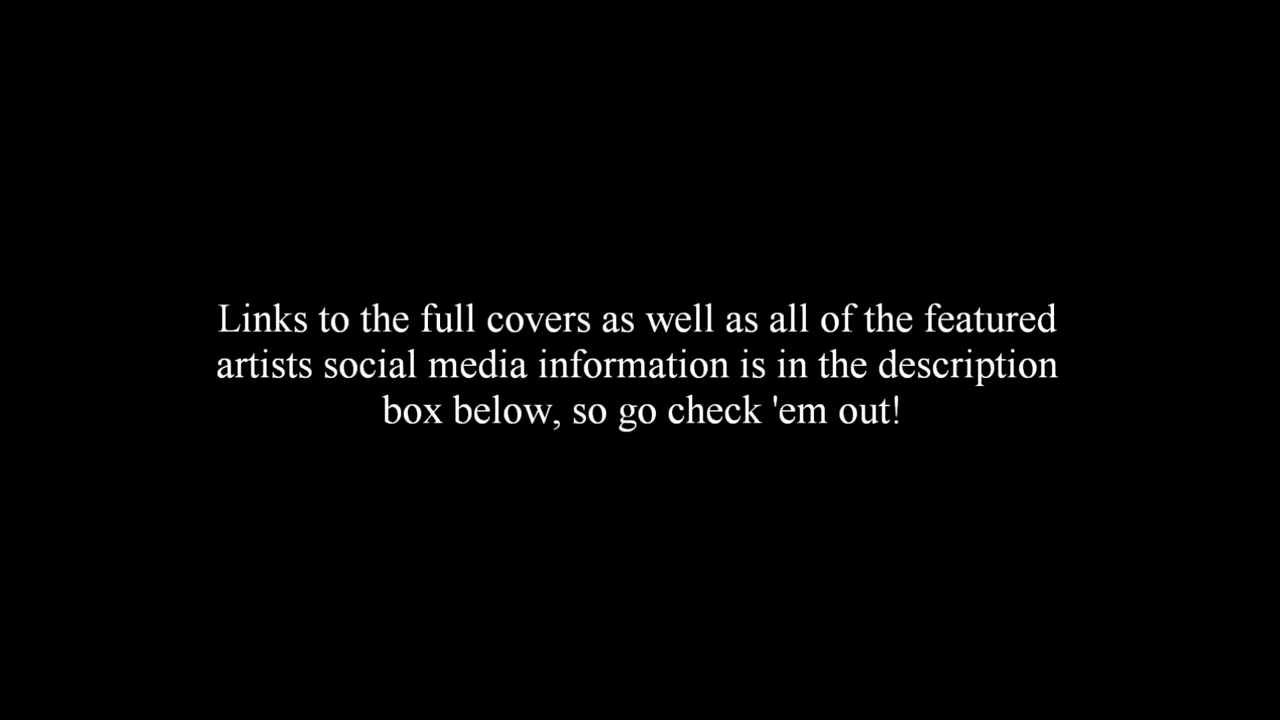 Links to the full covers as well as all of the featured
artists social media information is in the description
box below, so go check 'em out!